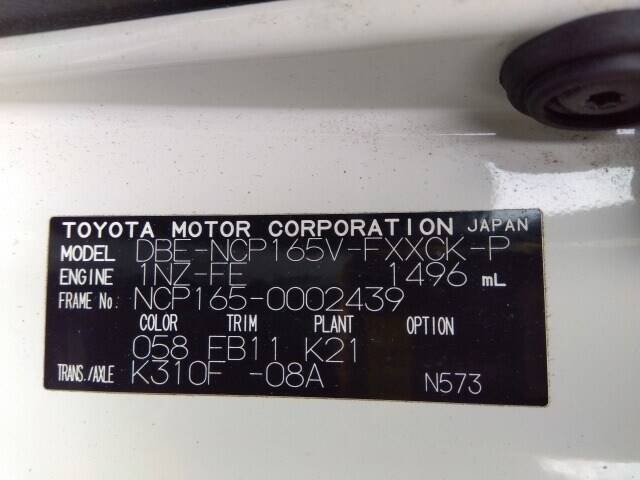 TOYOTA MOTOR CORPORATION JAPAN
MODEL DBE-NCP165V-FXXCK-P
ENGINE 1NZ-FE 1496 mL
FRAME No. NCP165-0002439
COLOR TRIM PLANT OPTION
058 EB11 K21
TRANS./AXLE K310F -08A N573